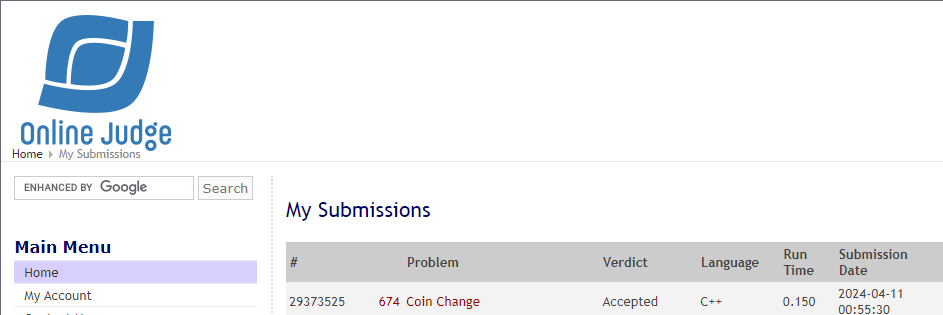 Online Judge
Home My Submissions
ENHANCED BY Google Search
My Submissions
Main Menu
Home
My Account
# Problem Verdict Language Run Time Submission Date
29373525 674 Coin Change Accepted C++ 0.150 2024-04-11 00:55:30